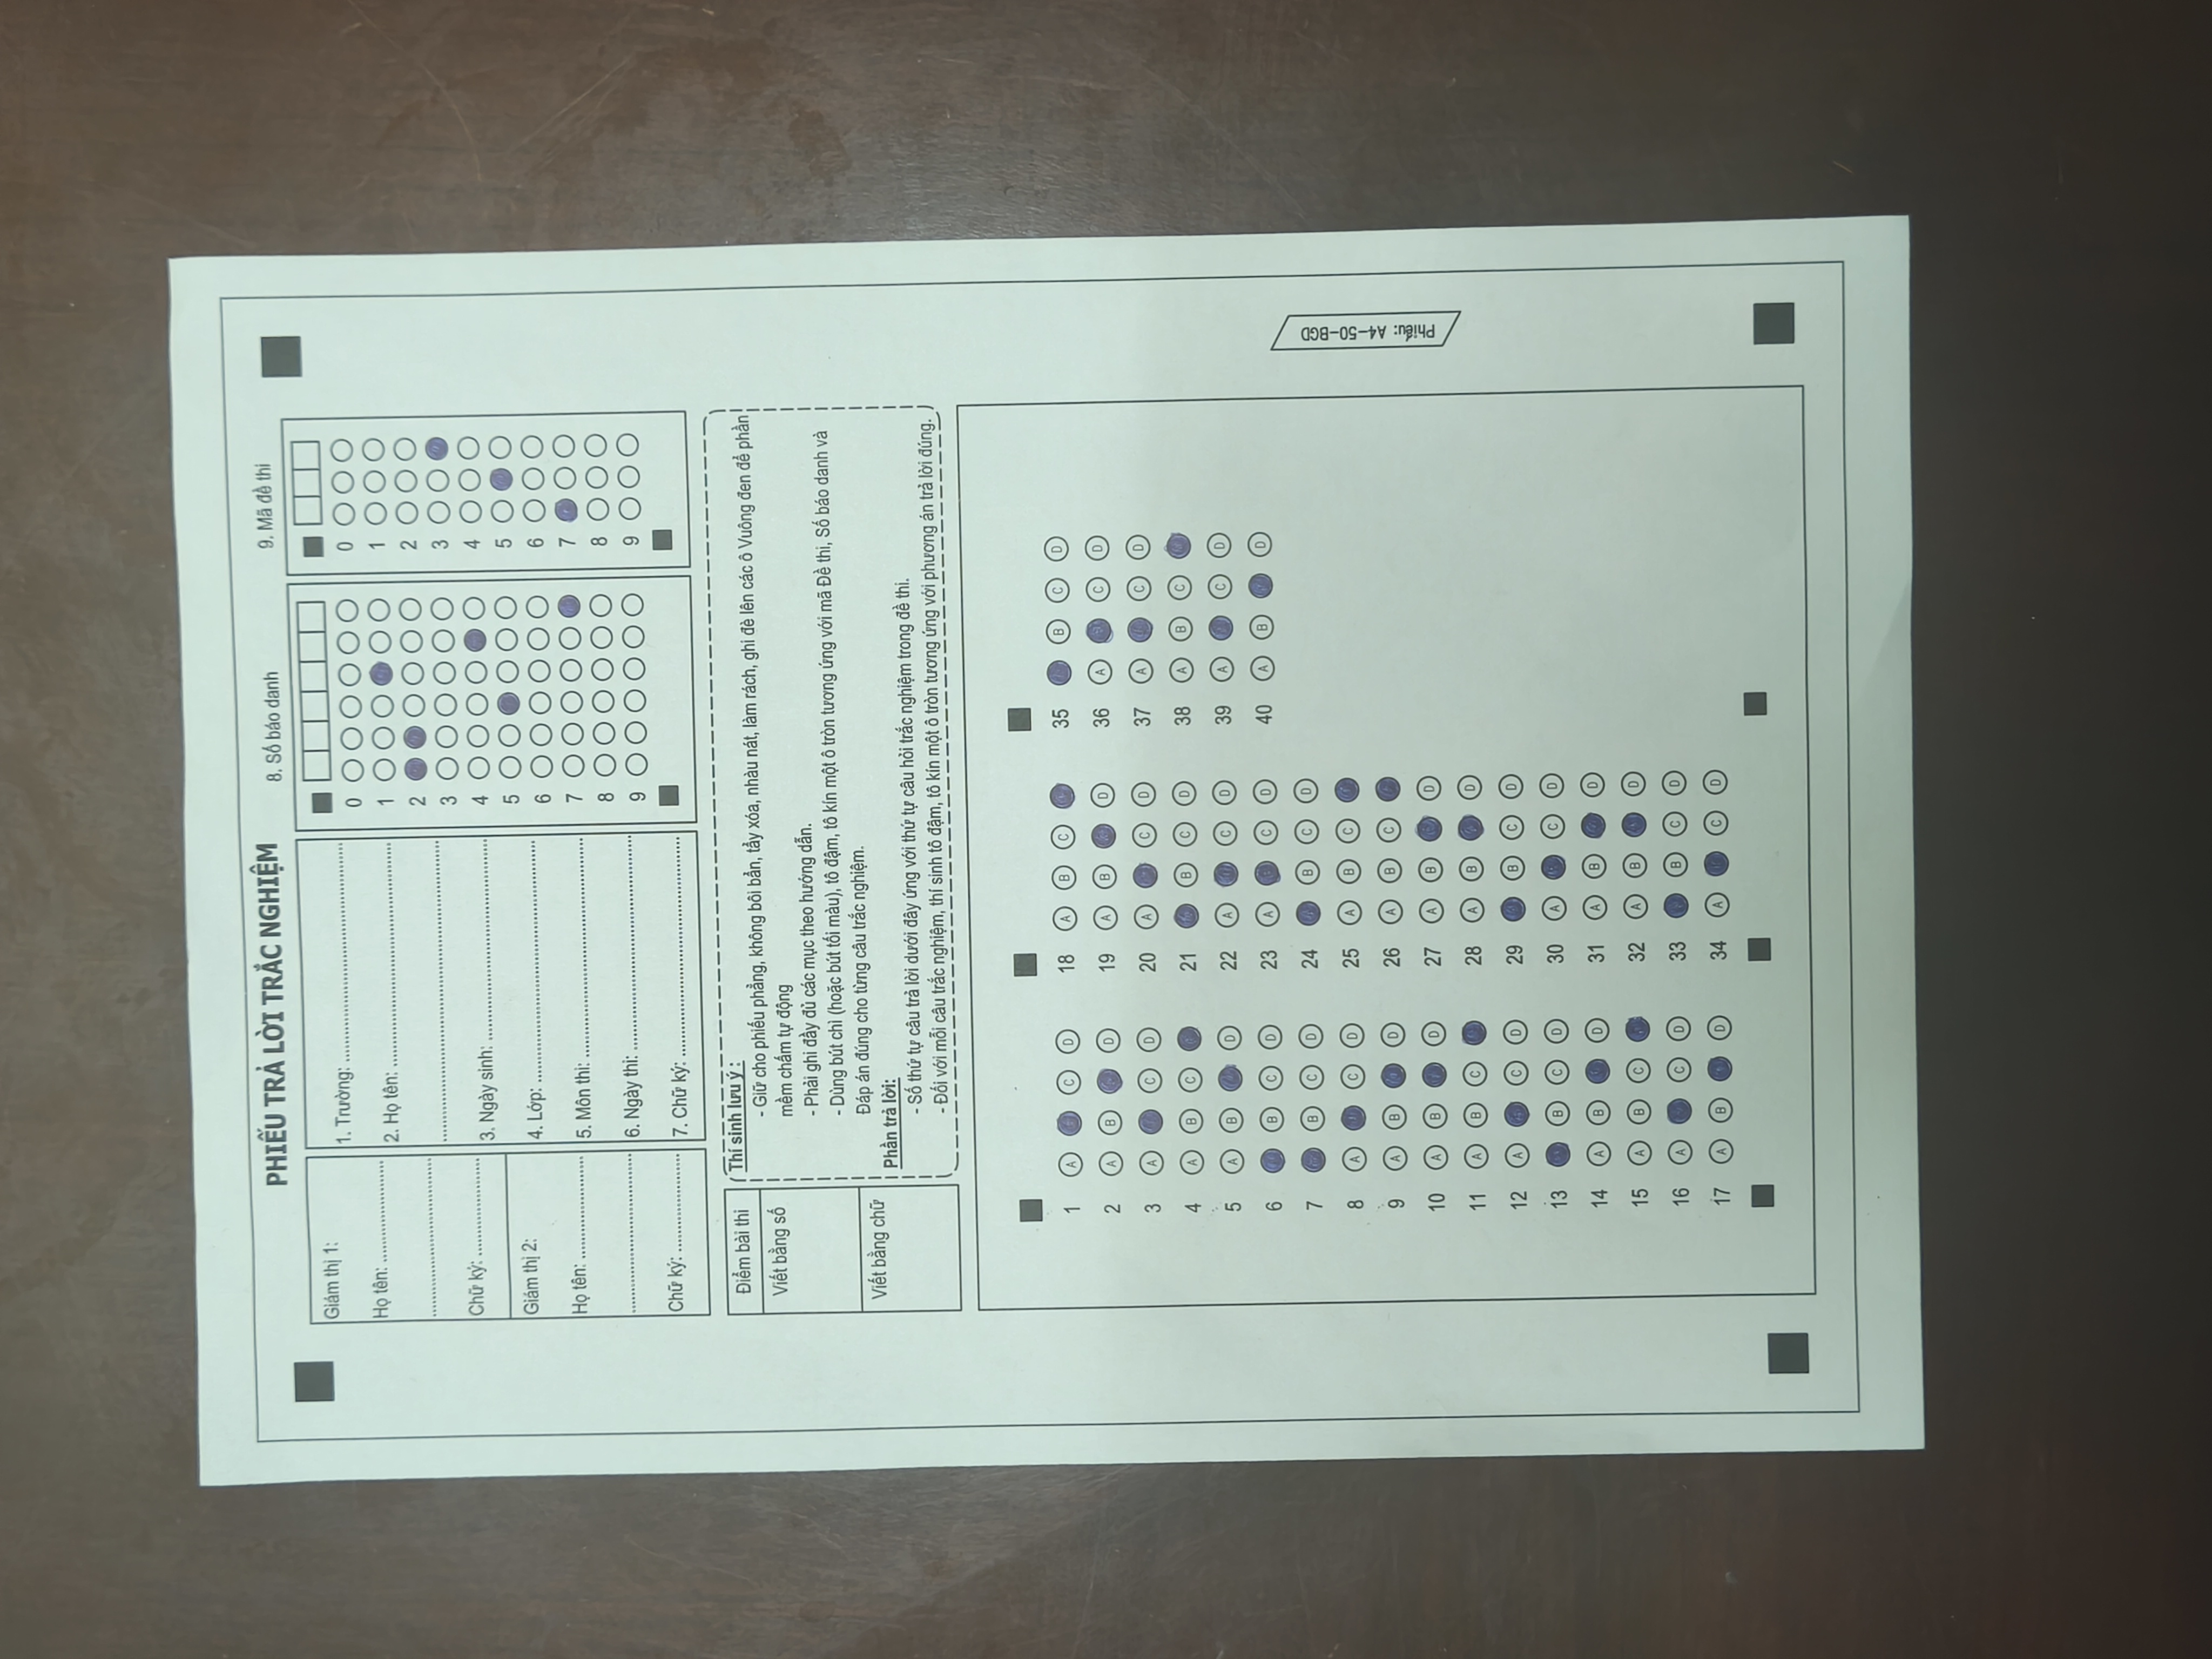 PHIẾU TRẢ LỜI TRẮC NGHIỆM
Giám thị 1:
Họ tên: ....................
..............................
Chữ ký: ....................
Giám thị 2:
Họ tên: ....................
..............................
Chữ ký: ....................
1. Trường: ........................................
2. Họ tên: ........................................
............................................................
3. Ngày sinh: ........................................
4. Lớp: ........................................
5. Môn thi: ........................................
6. Ngày thi: ........................................
7. Chữ ký: ........................................
8. Số báo danh
0
1
2
3
4
5
6
7
8
9
9. Mã đề thi
0
1
2
3
4
5
6
7
8
9
Điểm bài thi
Viết bằng số
Viết bằng chữ
Thí sinh lưu ý:
- Giữ cho phiếu phẳng, không bôi bẩn, tẩy xóa, nhàu nát, làm rách, ghi đè lên các ô Vuông đen để phần
mềm chấm tự động
- Phải ghi đầy đủ các mục theo hướng dẫn.
- Dùng bút chì (hoặc bút tối màu), tô đậm, tô kín một ô tròn tương ứng với mã Đề thi, Số báo danh và
Đáp án đúng cho từng câu trắc nghiệm.
Phần trả lời:
- Số thứ tự câu trả lời dưới đây ứng với thứ tự câu hỏi trắc nghiệm trong đề thi.
- Đối với mỗi câu trắc nghiệm, thí sinh tô đậm, tô kín một ô tròn tương ứng với phương án trả lời đúng.
1 A C D
2 A B D
3 A C D
4 A B C
5 A B D
6 B C D
7 B C D
8 A C D
9 A B D
10 A B D
11 A B C
12 A C D
13 B C D
14 A B D
15 A B C
16 A C D
17 A B D
18 A B C
19 A B D
20 A C D
21 B C D
22 A C D
23 A C D
24 B C D
25 A B C
26 A B C
27 A B D
28 A B D
29 B C D
30 A C D
31 A B D
32 A B D
33 B C D
34 A C D
35 B C D
36 A C D
37 A C D
38 A B C
39 A C D
40 A B D
Phiếu: A4-50-BGD